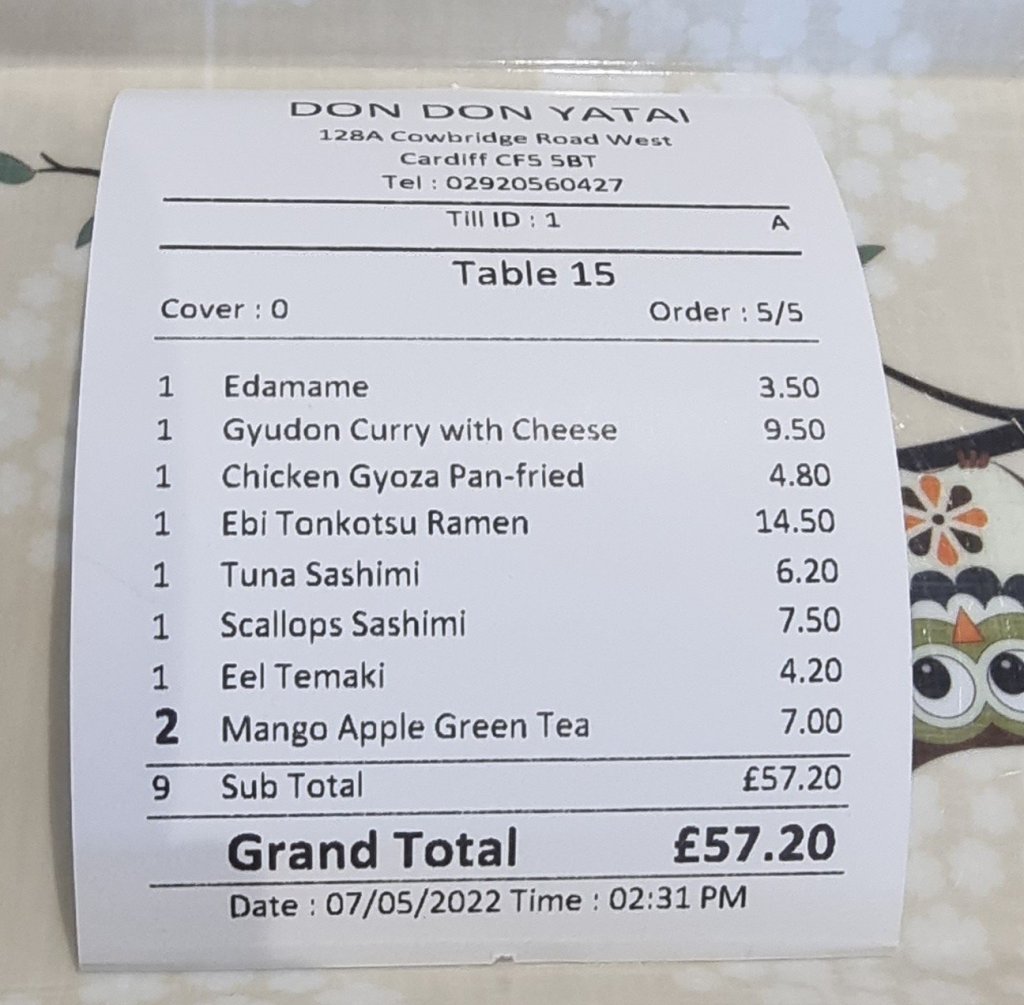 DON DON YATAI
128A Cowbridge Road West
Cardiff CF5 5BT
Tel : 02920560427
Till ID : 1 A
Table 15
Cover : 0 Order : 5/5
1 Edamame 3.50
1 Gyudon Curry with Cheese 9.50
1 Chicken Gyoza Pan-fried 4.80
1 Ebi Tonkotsu Ramen 14.50
1 Tuna Sashimi 6.20
1 Scallops Sashimi 7.50
1 Eel Temaki 4.20
2 Mango Apple Green Tea 7.00
9 Sub Total £57.20
Grand Total £57.20
Date : 07/05/2022 Time : 02:31 PM